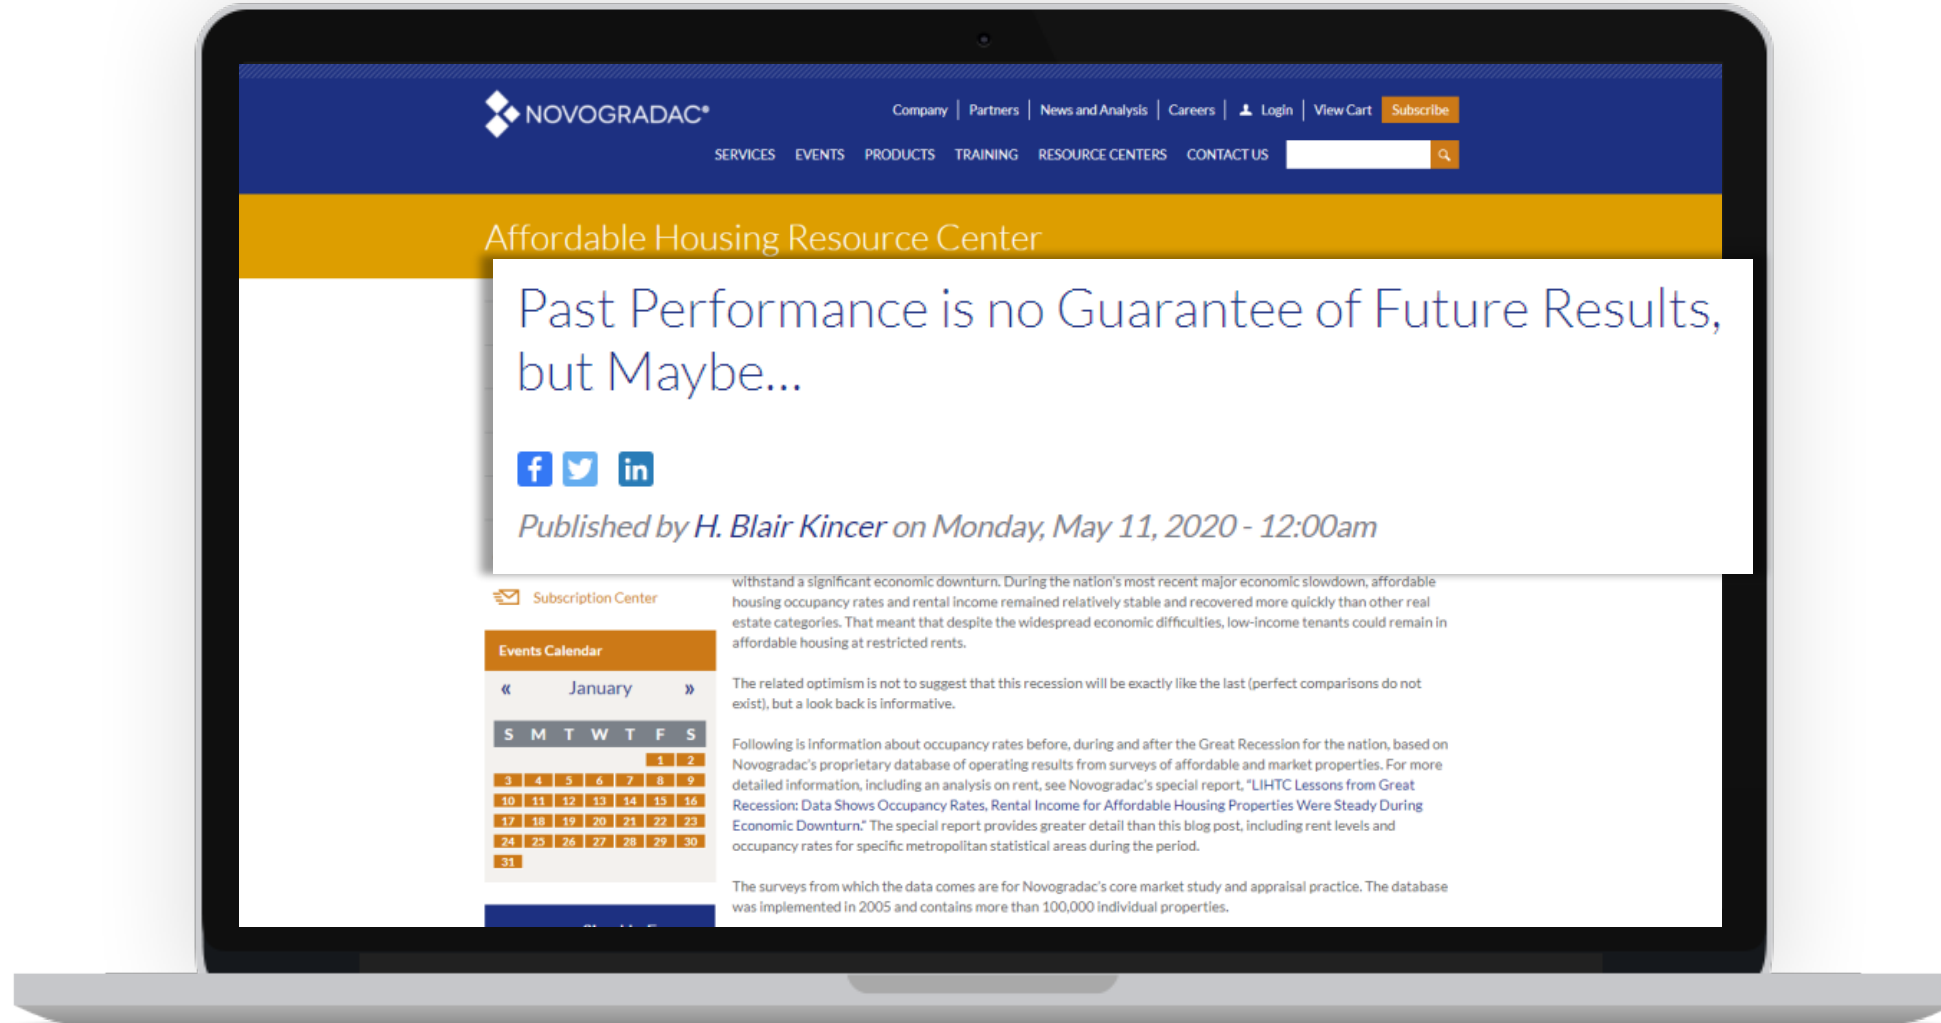 NOVOGRADAC®
Company | Partners | News and Analysis | Careers | Login | View Cart Subscribe
SERVICES EVENTS PRODUCTS TRAINING RESOURCE CENTERS CONTACT US
Affordable Housing Resource Center
Past Performance is no Guarantee of Future Results,
but Maybe...
f in
Published by H. Blair Kincer on Monday, May 11, 2020 - 12:00am
Subscription Center
Events Calendar
« January »
S M T W T F S
1 2
3 4 5 6 7 8 9
10 11 12 13 14 15 16
17 18 19 20 21 22 23
24 25 26 27 28 29 30
31
withstand a significant economic downturn. During the nation's most recent major economic slowdown, affordable
housing occupancy rates and rental income remained relatively stable and recovered more quickly than other real
estate categories. That meant that despite the widespread economic difficulties, low-income tenants could remain in
affordable housing at restricted rents.
The related optimism is not to suggest that this recession will be exactly like the last (perfect comparisons do not
exist), but a look back is informative.
Following is information about occupancy rates before, during and after the Great Recession for the nation, based on
Novogradac's proprietary database of operating results from surveys of affordable and market properties. For more
detailed information, including an analysis on rent, see Novogradac's special report, "LIHTC Lessons from Great
Recession: Data Shows Occupancy Rates, Rental Income for Affordable Housing Properties Were Steady During
Economic Downturn." The special report provides greater detail than this blog post, including rent levels and
occupancy rates for specific metropolitan statistical areas during the period.
The surveys from which the data comes are for Novogradac's core market study and appraisal practice. The database
was implemented in 2005 and contains more than 100,000 individual properties.